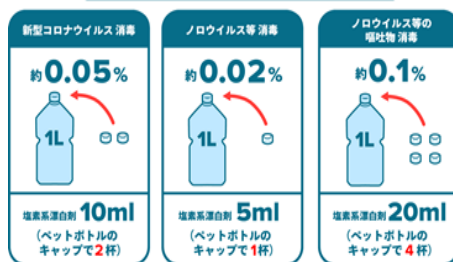 新型コロナウイルス 消毒
約0.05%
1L
塩素系漂白剤 10ml
(ペットボトルの
キャップで2杯)
ノロウイルス等 消毒
約0.02%
1L
塩素系漂白剤 5ml
(ペットボトルの
キャップで1杯)
ノロウイルス等の
嘔吐物 消毒
約0.1%
1L
塩素系漂白剤 20ml
(ペットボトルの
キャップで4杯)